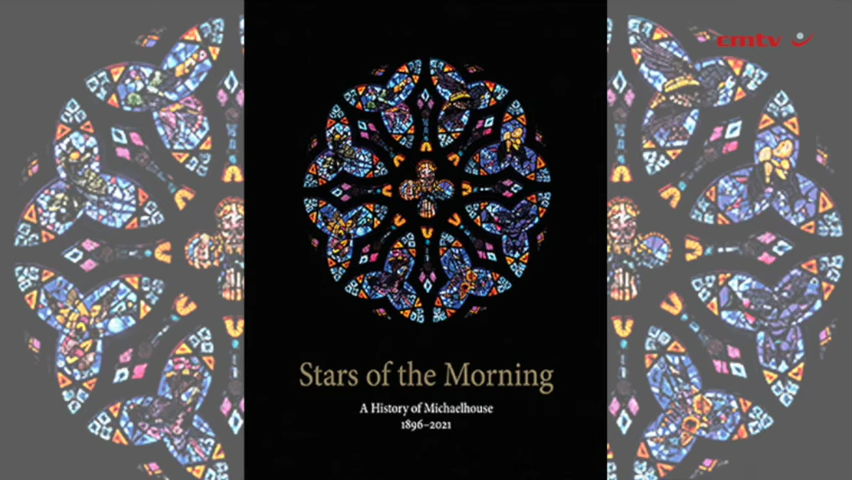 cmtv
Stars of the Morning
A History of Michaelhouse
1896–2021